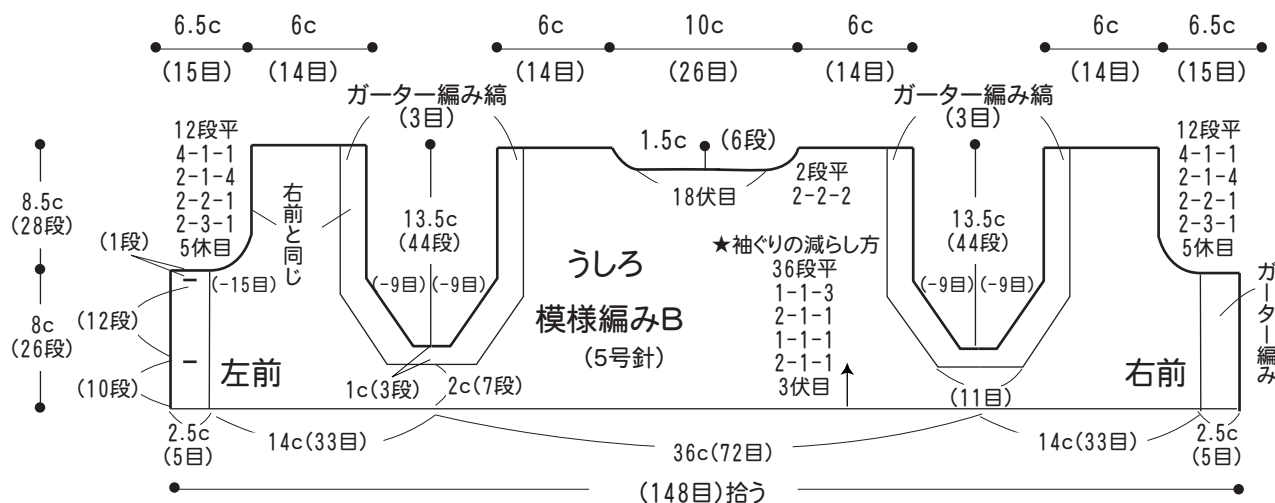 6.5c 6c 6c 10c 6c 6c 6.5c
(15目) (14目) (14目) (26目) (14目) (14目) (15目)
ガーター編み縞
(3目)
ガーター編み縞
(3目)
12段平
4-1-1
2-1-4
2-2-1
2-3-1
5休目
1.5c (6段)
18伏目
2段平
2-2-2
12段平
4-1-1
2-1-4
2-2-1
2-3-1
5休目
8.5c
(28段)
(1段)
右前と同じ
(-15目)
13.5c
(44段)
(-9目) (-9目)
うしろ
模様編みB
(5号針)
★袖ぐりの減らし方
36段平
1-1-3
2-1-1
1-1-1
2-1-1
3伏目
13.5c
(44段)
(-9目) (-9目)
ガーター編み
8c
(26段)
(12段)
(10段)
左前
1c(3段)
2c(7段)
(11目)
右前
2.5c
(5目)
14c(33目)
36c(72目)
14c(33目)
2.5c
(5目)
(148目)拾う